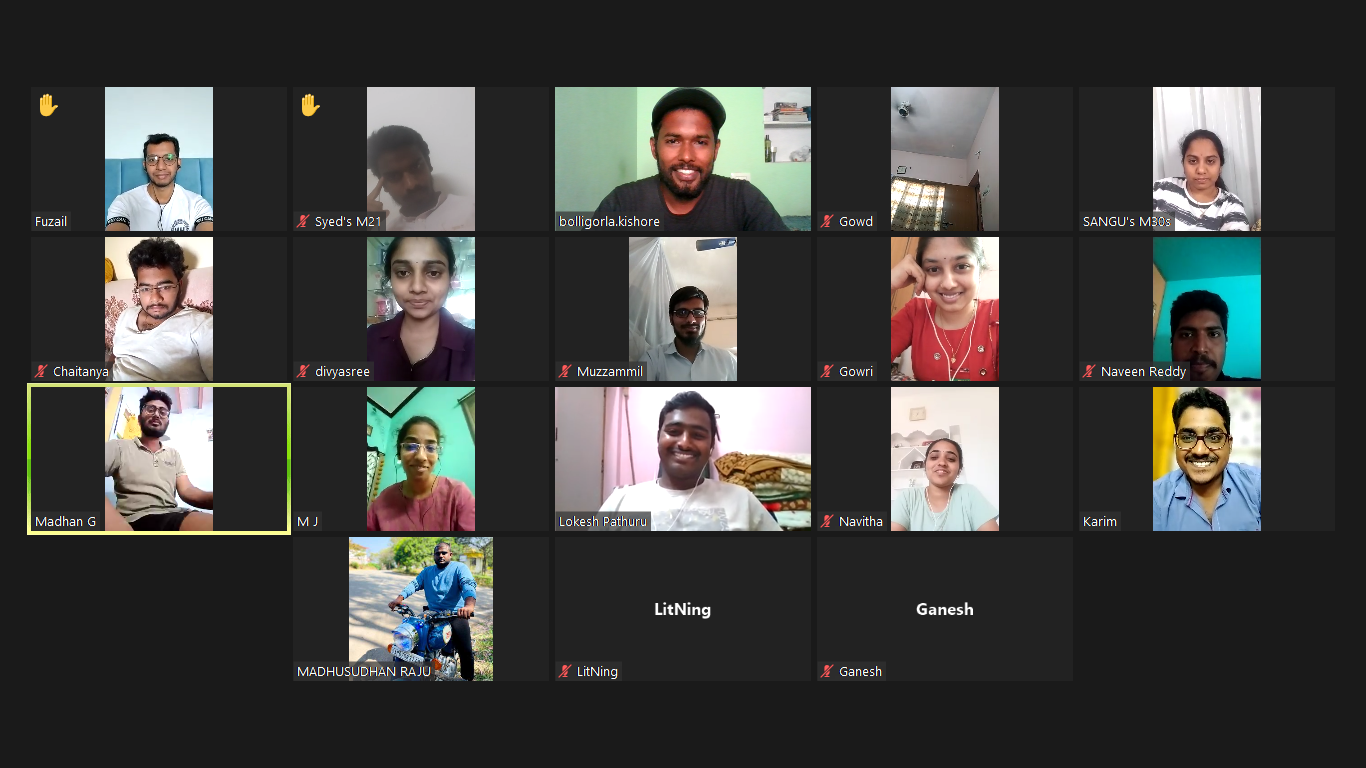 Fuzail
Syed's M21
bolligorla.kishore
Gowd
SANGU's M30s
Chaitanya
divyasree
Muzzammil
Gowri
Naveen Reddy
Madhan G
M J
Lokesh Pathuru
Navitha
Karim
MADHUSUDHAN RAJU
LitNing
LitNing
Ganesh
Ganesh